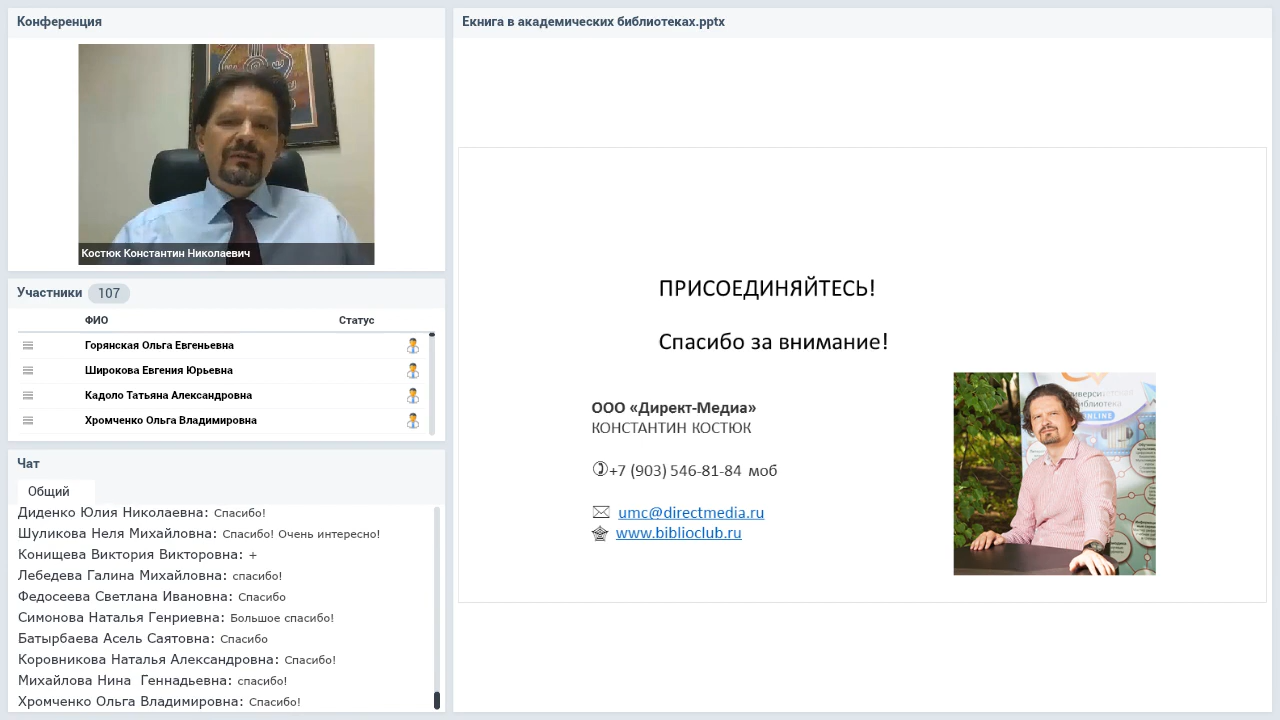 Конференция
Костюк Константин Николаевич
Участники 107
ФИО Статус
Горянская Ольга Евгеньевна
Широкова Евгения Юрьевна
Кадоло Татьяна Александровна
Хромченко Ольга Владимировна
Чат
Общий
Диденко Юлия Николаевна: Спасибо!
Шуликова Неля Михайловна: Спасибо! Очень интересно!
Конищева Виктория Викторовна: +
Лебедева Галина Михайловна: спасибо!
Федосеева Светлана Ивановна: Спасибо
Симонова Наталья Генриевна: Большое спасибо!
Батырбаева Асель Саятовна: Спасибо
Коровникова Наталья Александровна: Спасибо!
Михайлова Нина  Геннадьевна: спасибо!
Хромченко Ольга Владимировна: Спасибо!
Екнига в академических библиотеках.pptx
ПРИСОЕДИНЯЙТЕСЬ!
Спасибо за внимание!
ООО «Директ-Медиа»
КОНСТАНТИН КОСТЮК
+7 (903) 546-81-84 моб
umc@directmedia.ru
www.biblioclub.ru
ONLINE